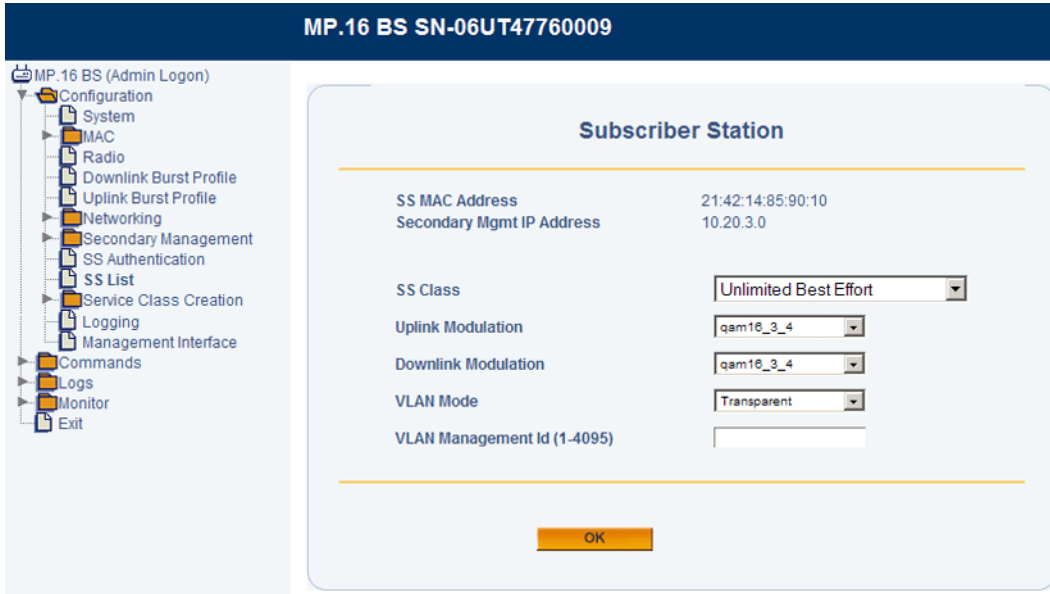 MP.16 BS SN-06UT47760009
MP.16 BS (Admin Logon)
Configuration
System
MAC
Radio
Downlink Burst Profile
Uplink Burst Profile
Networking
Secondary Management
SS Authentication
SS List
Service Class Creation
Logging
Management Interface
Commands
Logs
Monitor
Exit
Subscriber Station
SS MAC Address 21:42:14:85:90:10
Secondary Mgmt IP Address 10.20.3.0
SS Class Unlimited Best Effort
Uplink Modulation qam16_3_4
Downlink Modulation qam16_3_4
VLAN Mode Transparent
VLAN Management Id (1-4095)
OK